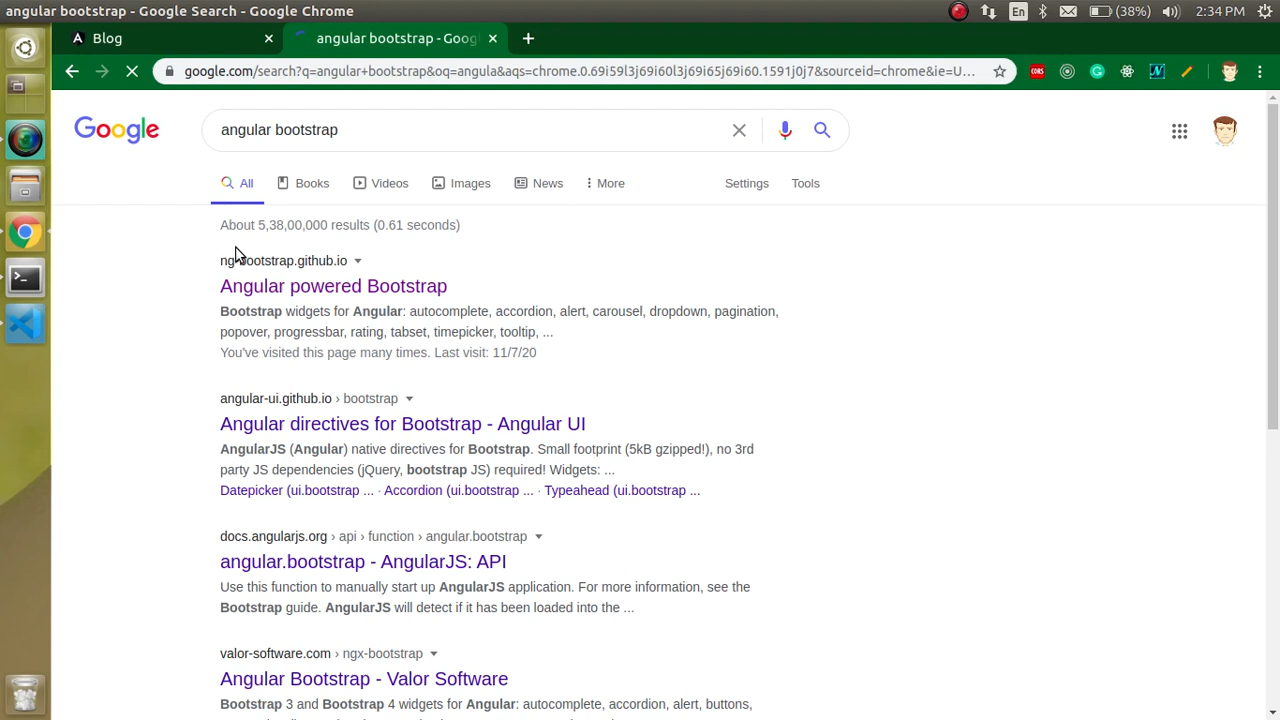 angular bootstrap - Google Search - Google Chrome
En
(38%)
2:34 PM
Blog
angular bootstrap - Goog
google.com/search?q=angular+bootstrap&oq=angula&aqs=chrome.0.69i59l3j69i60l3j69i65j69i60.1591j0j7&sourceid=chrome&ie=U...
CORS
N
Google
angular bootstrap
All
Books
Videos
Images
News
More
Settings
Tools
About 5,38,00,000 results (0.61 seconds)
ng-bootstrap.github.io
Angular powered Bootstrap
Bootstrap widgets for Angular: autocomplete, accordion, alert, carousel, dropdown, pagination,
popover, progressbar, rating, tabset, timepicker, tooltip, ...
You've visited this page many times. Last visit: 11/7/20
angular-ui.github.io › bootstrap
Angular directives for Bootstrap - Angular UI
AngularJS (Angular) native directives for Bootstrap. Small footprint (5kB gzipped!), no 3rd
party JS dependencies (jQuery, bootstrap JS) required! Widgets: ...
Datepicker (ui.bootstrap ... · Accordion (ui.bootstrap ... · Typeahead (ui.bootstrap ...
docs.angularjs.org › api › function › angular.bootstrap
angular.bootstrap - AngularJS: API
Use this function to manually start up AngularJS application. For more information, see the
Bootstrap guide. AngularJS will detect if it has been loaded into the ...
valor-software.com › ngx-bootstrap
Angular Bootstrap - Valor Software
Bootstrap 3 and Bootstrap 4 widgets for Angular: autocomplete, accordion, alert, buttons,